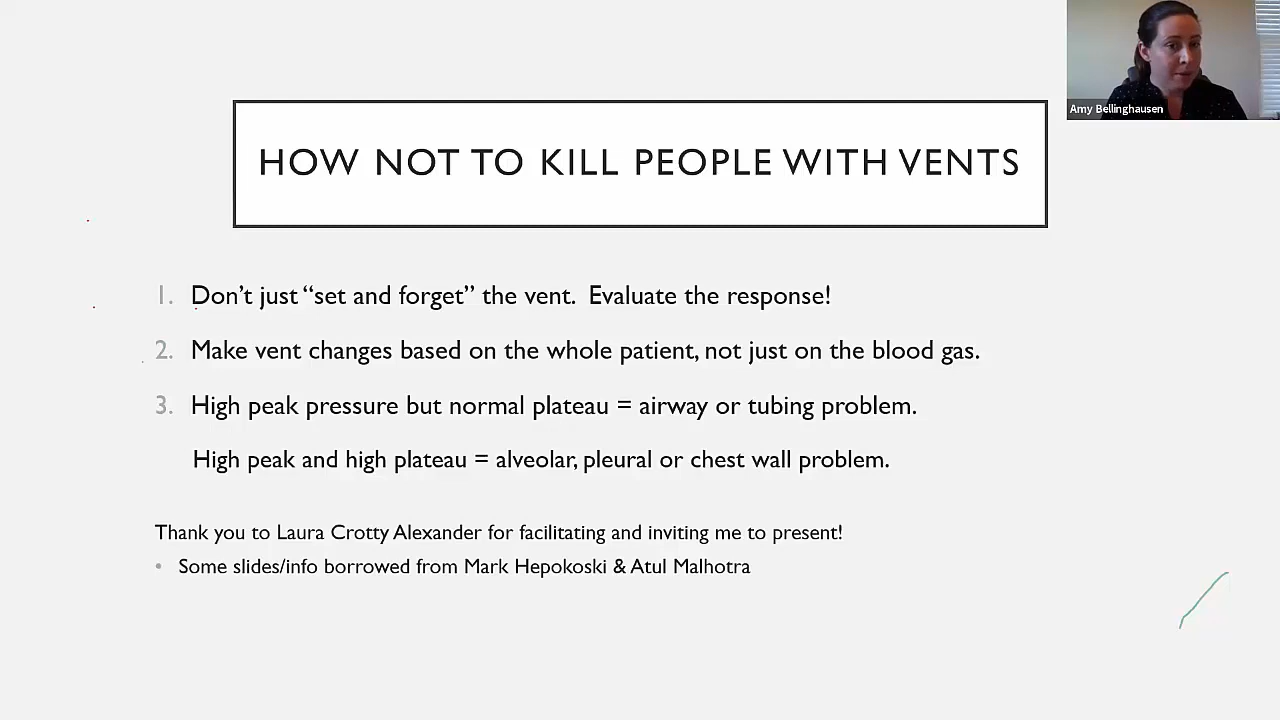 Amy Bellinghausen
HOW NOT TO KILL PEOPLE WITH VENTS
1. Don't just “set and forget” the vent. Evaluate the response!
2. Make vent changes based on the whole patient, not just on the blood gas.
3. High peak pressure but normal plateau = airway or tubing problem.
High peak and high plateau = alveolar, pleural or chest wall problem.
Thank you to Laura Crotty Alexander for facilitating and inviting me to present!
• Some slides/info borrowed from Mark Hepokoski & Atul Malhotra